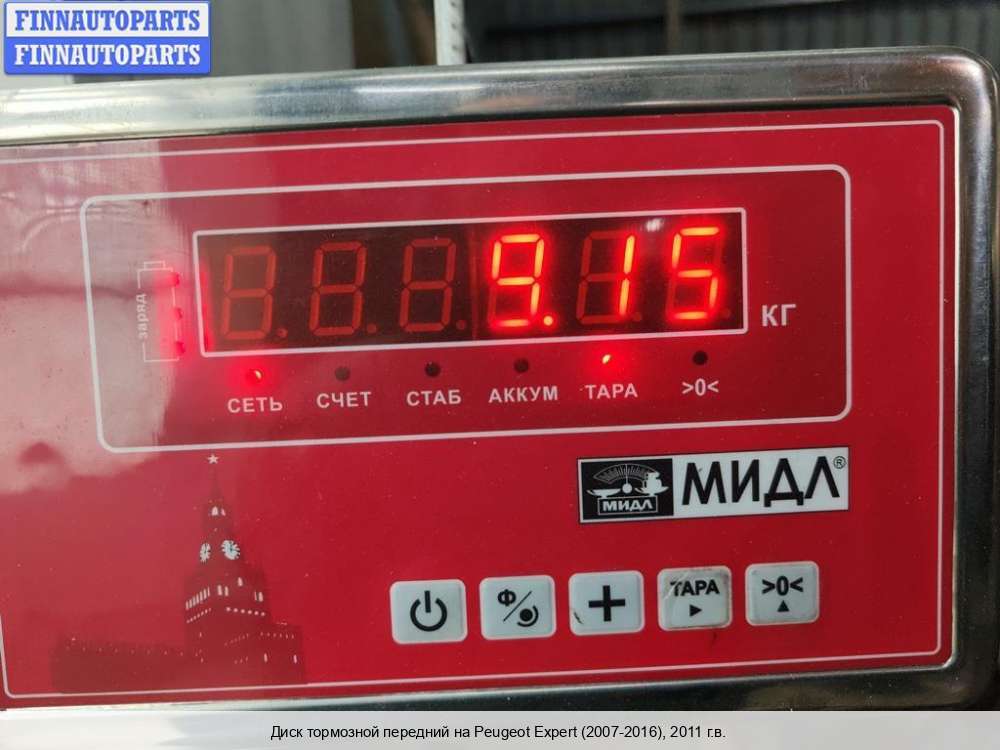 FINNAUTOPARTS
FINNAUTOPARTS
9.15
КГ
заряд
СЕТЬ СЧЕТ СТАБ АККУМ ТАРА >0<
МИДЛ МИДЛ®
Ф ТАРА >0<
Диск тормозной передний на Peugeot Expert (2007-2016), 2011 г.в.